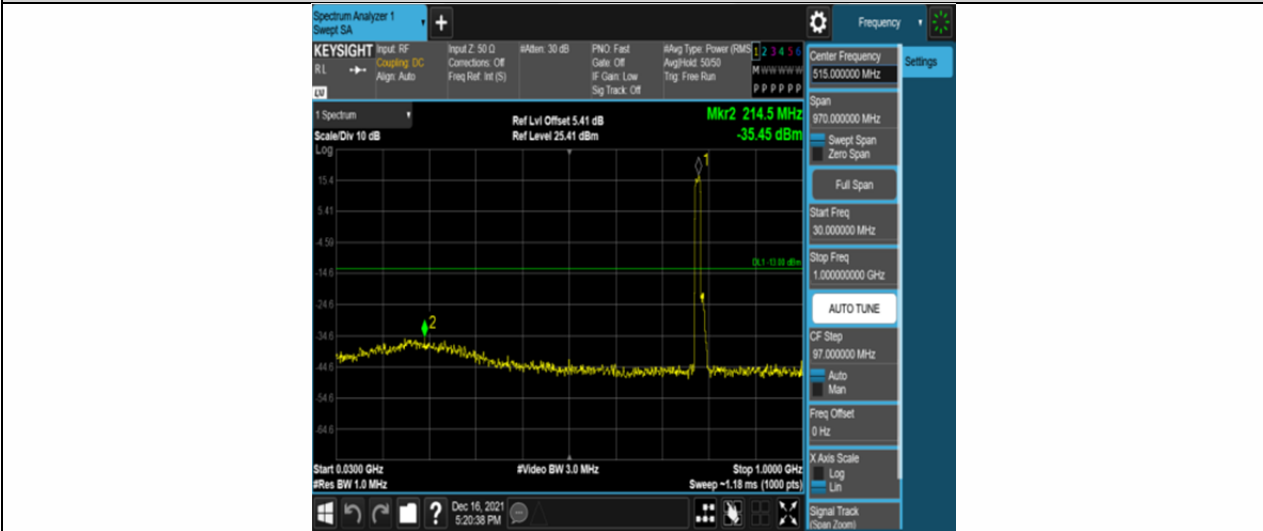 Spectrum Analyzer 1
Swept SA
+
Frequency
KEYSIGHT
RL
LV
Input: RF
Coupling: DC
Align: Auto
Input Z: 50 Ω
Corrections: Off
Freq Ref: Int (S)
#Atten: 30 dB
PNO: Fast
Gate: Off
IF Gain: Low
Sig Track: Off
#Avg Type: Power (RMS
Avg|Hold: 50/50
Trig: Free Run
1 2 3 4 5 6
M W W W W W
P P P P P P
Center Frequency
515.000000 MHz
Settings
Span
970.000000 MHz
Swept Span
Zero Span
Full Span
Start Freq
30.000000 MHz
Stop Freq
1.000000000 GHz
AUTO TUNE
CF Step
97.000000 MHz
Auto
Man
Freq Offset
0 Hz
X Axis Scale
Log
Lin
Signal Track
(Span Zoom)
1 Spectrum
Scale/Div 10 dB
Log
Ref Lvl Offset 5.41 dB
Ref Level 25.41 dBm
Mkr2 214.5 MHz
-35.45 dBm
15.4
5.41
-4.59
-14.6
-24.6
-34.6
-44.6
-54.6
-64.6
1
DL1 -13.00 dBm
2
Start 0.0300 GHz
#Res BW 1.0 MHz
#Video BW 3.0 MHz
Stop 1.0000 GHz
Sweep ~1.18 ms (1000 pts)
?
Dec 16, 2021
5:20:38 PM